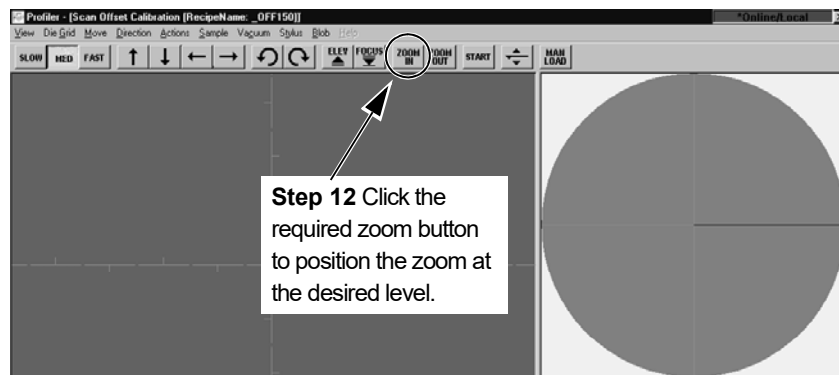 Profiler - [Scan Offset Calibration [RecipeName: _OFF150]] *Online/Local
View Die Grid Move Direction Actions Sample Vacuum Stylus Blob Help
SLOW MED FAST ELEV FOCUS ZOOM IN ZOOM OUT START MAN LOAD
Step 12 Click the
required zoom button
to position the zoom at
the desired level.